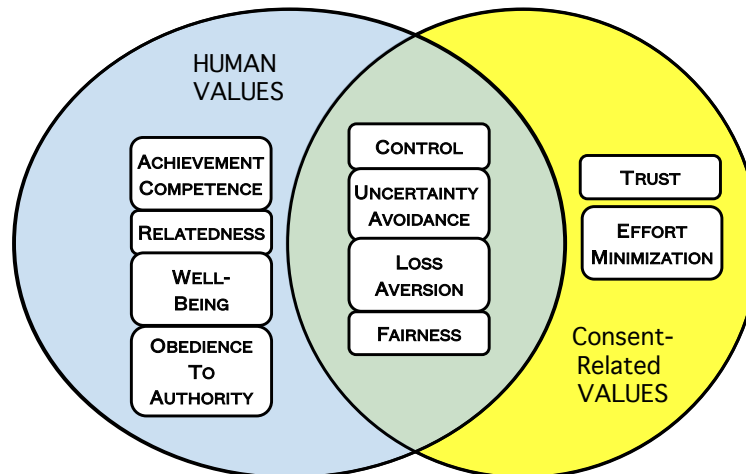 HUMAN
VALUES
ACHIEVEMENT
COMPETENCE
RELATEDNESS
WELL-
BEING
OBEDIENCE
TO
AUTHORITY
CONTROL
UNCERTAINTY
AVOIDANCE
LOSS
AVERSION
FAIRNESS
TRUST
EFFORT
MINIMIZATION
Consent-
Related
VALUES